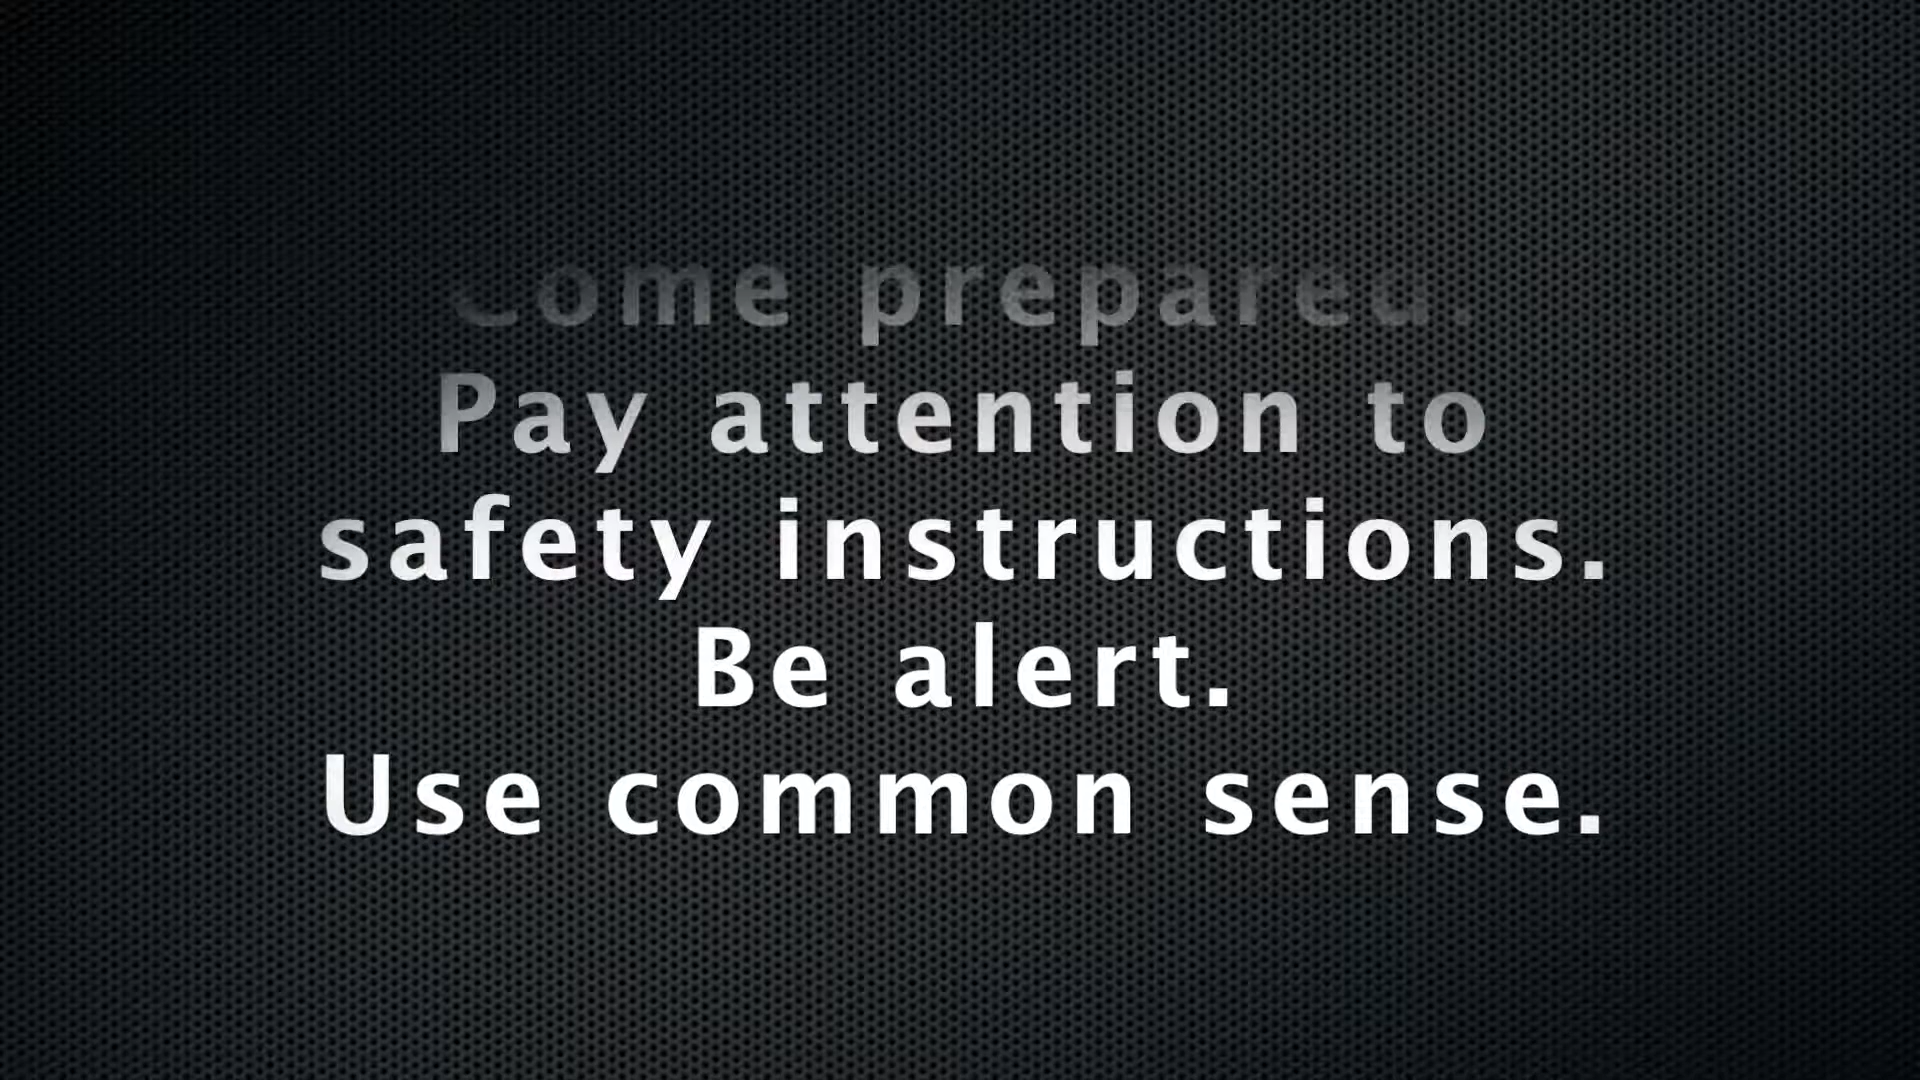 Come prepared.
Pay attention to
safety instructions.
Be alert.
Use common sense.